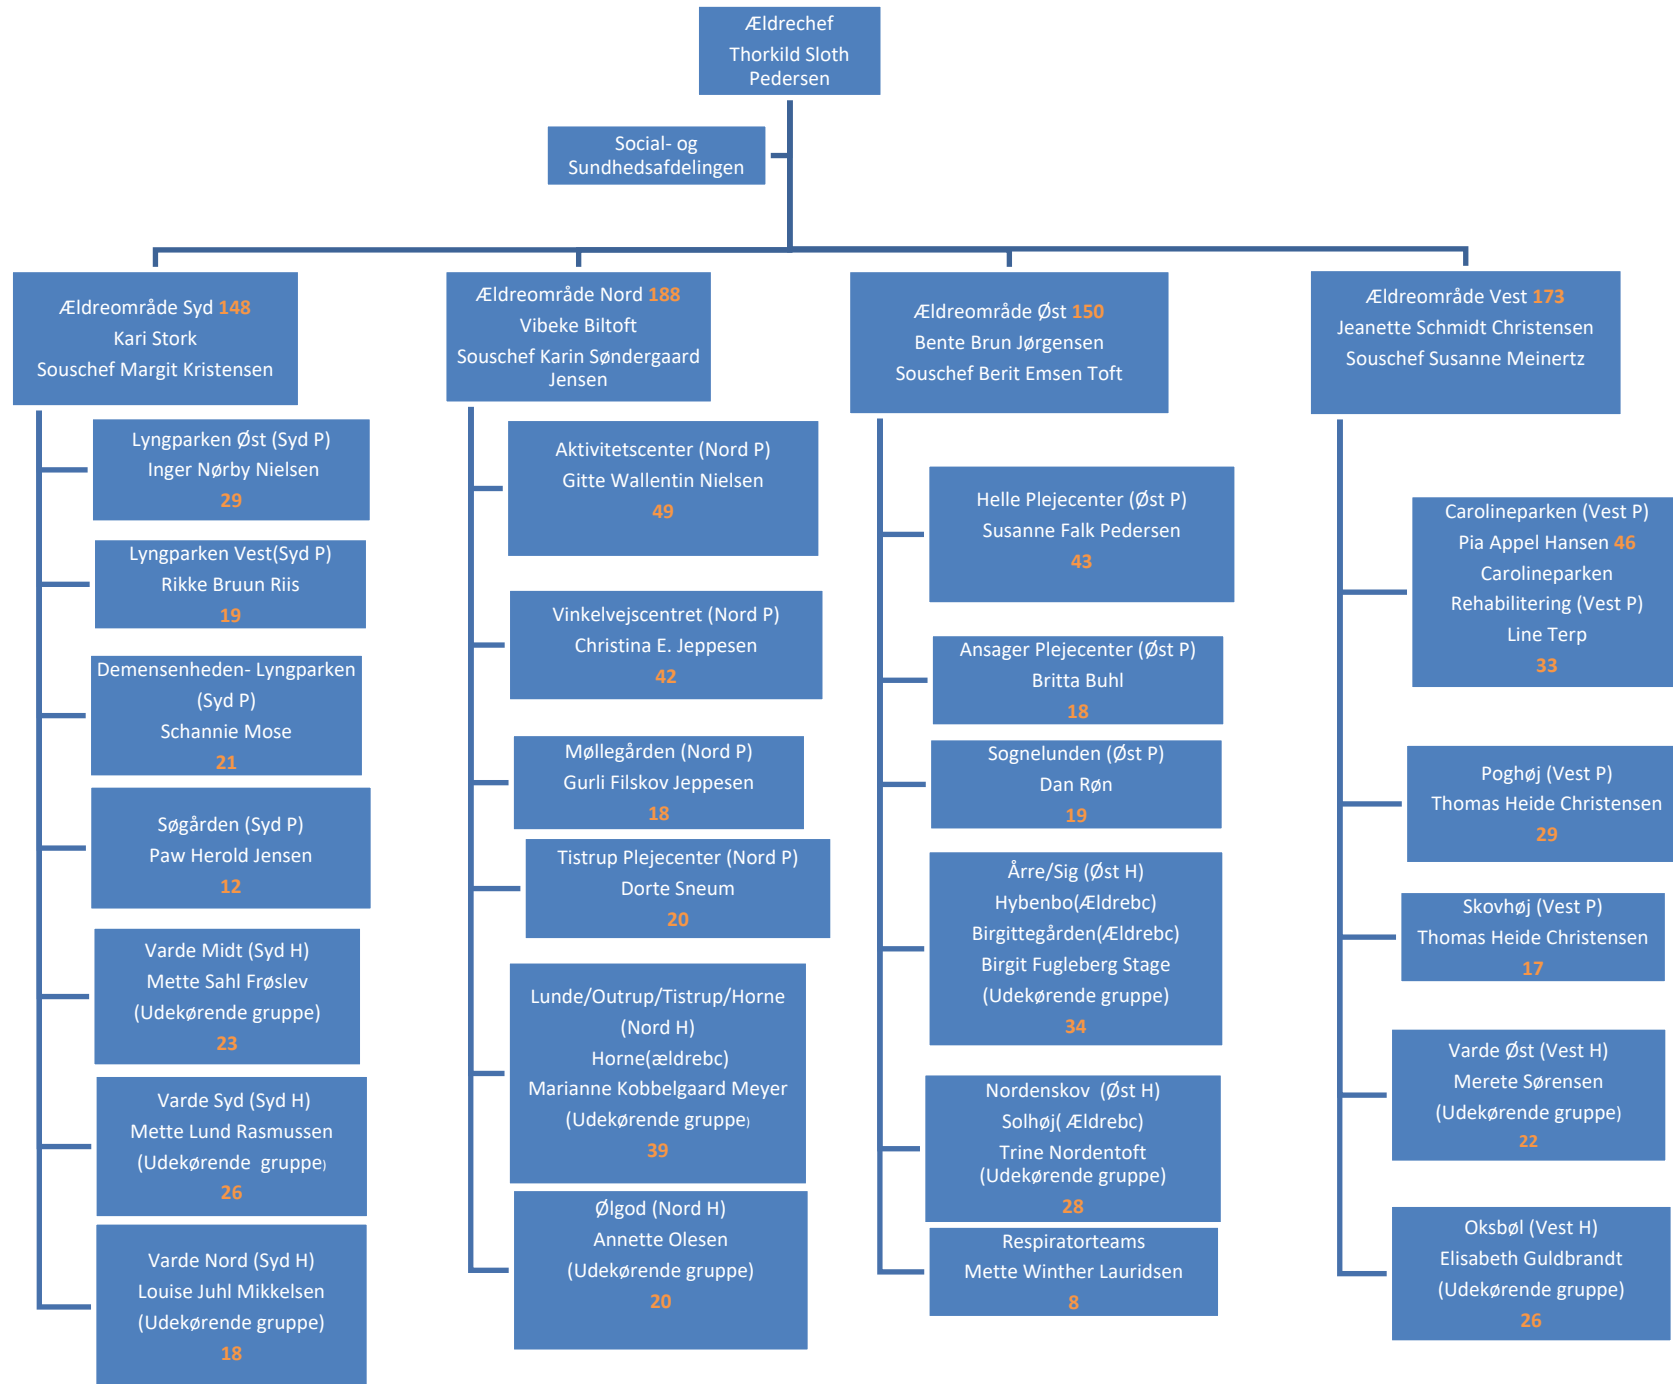 Ældrechef
Thorkild Sloth
Pedersen
Social- og
Sundhedsafdelingen
Ældreområde Syd 148
Kari Stork
Souschef Margit Kristensen
Lyngparken Øst (Syd P)
Inger Nørby Nielsen
29
Lyngparken Vest(Syd P)
Rikke Bruun Riis
19
Demensenheden- Lyngparken
(Syd P)
Schannie Mose
21
Søgården (Syd P)
Paw Herold Jensen
12
Varde Midt (Syd H)
Mette Sahl Frøslev
(Udekørende gruppe)
23
Varde Syd (Syd H)
Mette Lund Rasmussen
(Udekørende  gruppe)
26
Varde Nord (Syd H)
Louise Juhl Mikkelsen
(Udekørende gruppe)
18
Ældreområde Nord 188
Vibeke Biltoft
Souschef Karin Søndergaard
Jensen
Aktivitetscenter (Nord P)
Gitte Wallentin Nielsen
49
Vinkelvejscentret (Nord P)
Christina E. Jeppesen
42
Møllegården (Nord P)
Gurli Filskov Jeppesen
18
Tistrup Plejecenter (Nord P)
Dorte Sneum
20
Lunde/Outrup/Tistrup/Horne
(Nord H)
Horne(ældrebc)
Marianne Kobbelgaard Meyer
(Udekørende gruppe)
39
Ølgod (Nord H)
Annette Olesen
(Udekørende gruppe)
20
Ældreområde Øst 150
Bente Brun Jørgensen
Souschef Berit Emsen Toft
Helle Plejecenter (Øst P)
Susanne Falk Pedersen
43
Ansager Plejecenter (Øst P)
Britta Buhl
18
Sognelunden (Øst P)
Dan Røn
19
Årre/Sig (Øst H)
Hybenbo(Ældrebc)
Birgittegården(Ældrebc)
Birgit Fugleberg Stage
(Udekørende gruppe)
34
Nordenskov  (Øst H)
Solhøj( Ældrebc)
Trine Nordentoft
(Udekørende gruppe)
28
Respiratorteams
Mette Winther Lauridsen
8
Ældreområde Vest 173
Jeanette Schmidt Christensen
Souschef Susanne Meinertz
Carolineparken (Vest P)
Pia Appel Hansen 46
Carolineparken
Rehabilitering (Vest P)
Line Terp
33
Poghøj (Vest P)
Thomas Heide Christensen
29
Skovhøj (Vest P)
Thomas Heide Christensen
17
Varde Øst (Vest H)
Merete Sørensen
(Udekørende gruppe)
22
Oksbøl (Vest H)
Elisabeth Guldbrandt
(Udekørende gruppe)
26